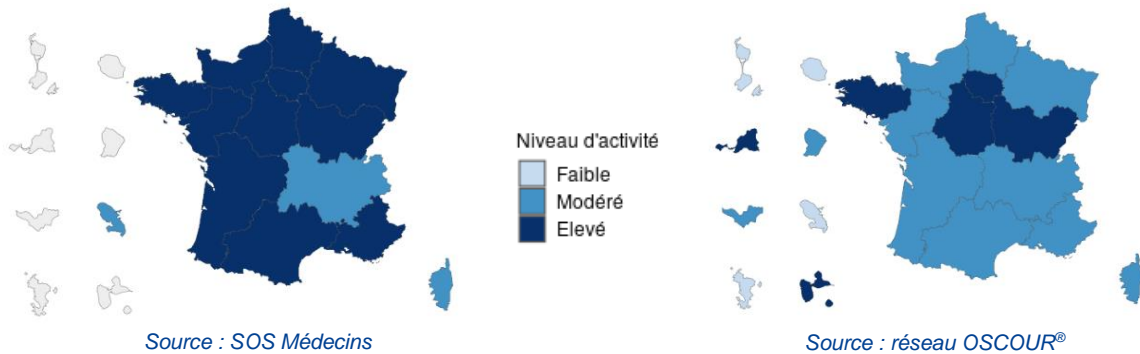 Niveau d'activité
Faible
Modéré
Elevé
Source : SOS Médecins
Source : réseau OSCOUR®